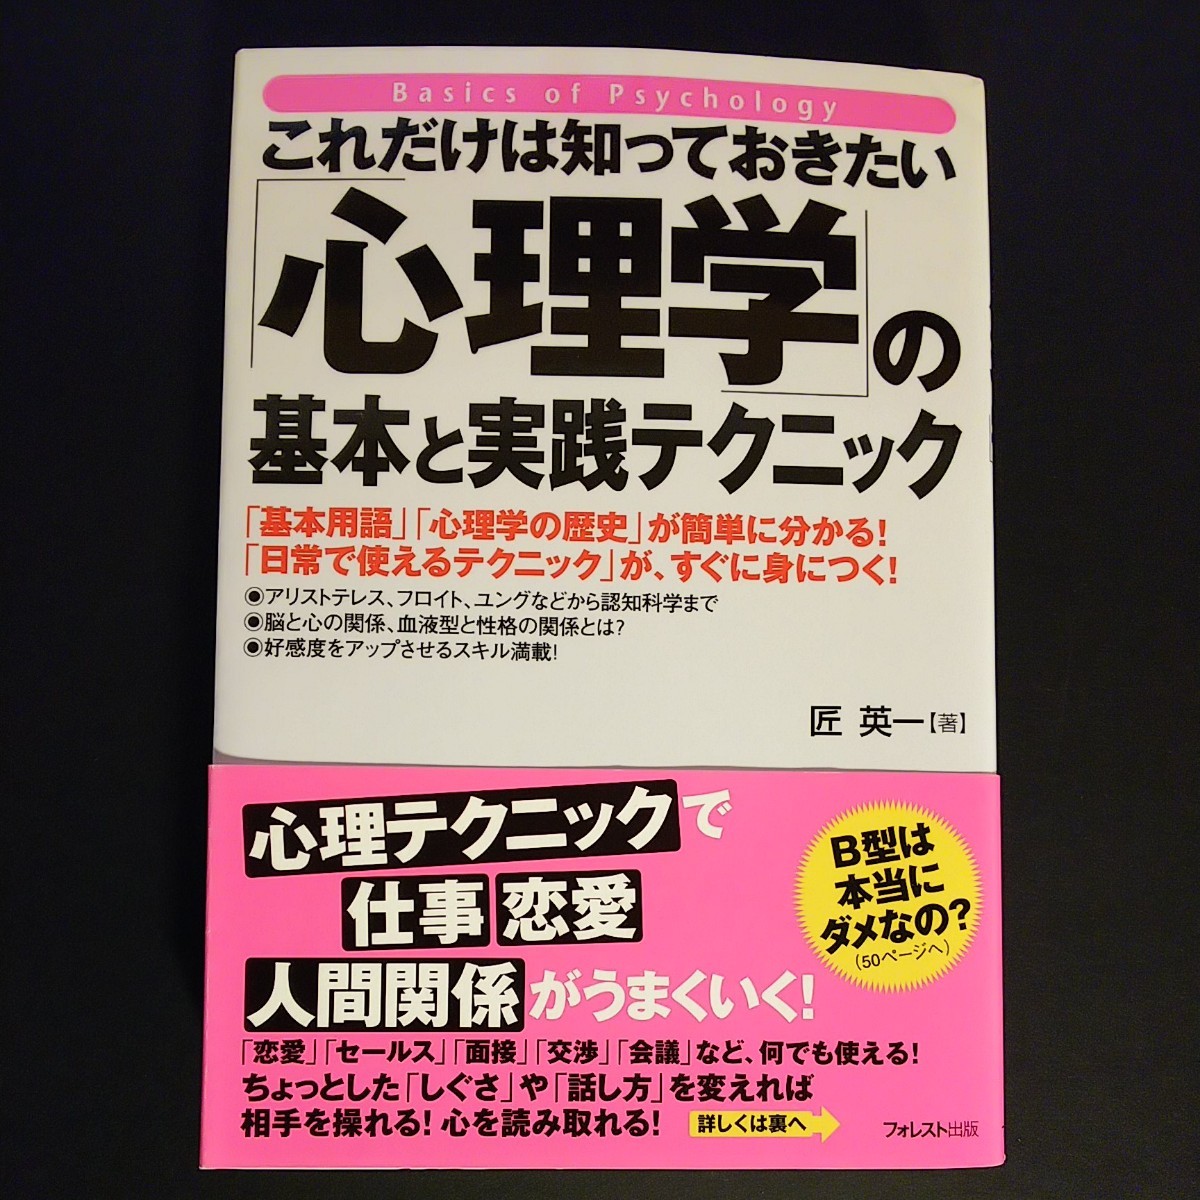 Basics of Psychology
これだけは知っておきたい
「心理学」の
基本と実践テクニック
「基本用語」「心理学の歴史」が簡単に分かる!
「日常で使えるテクニック」が、すぐに身につく!
◉アリストテレス、フロイト、ユングなどから認知科学まで
◉脳と心の関係、血液型と性格の関係とは?
◉好感度をアップさせるスキル満載!
匠 英一【著】
心理テクニックで
仕事 恋愛
人間関係がうまくいく!
B型は
本当に
ダメなの?
(50ページへ)
「恋愛」「セールス」「面接」「交渉」「会議」など、何でも使える!
ちょっとした「しぐさ」や「話し方」を変えれば
相手を操れる!心を読み取れる!
詳しくは裏へ
フォレスト出版